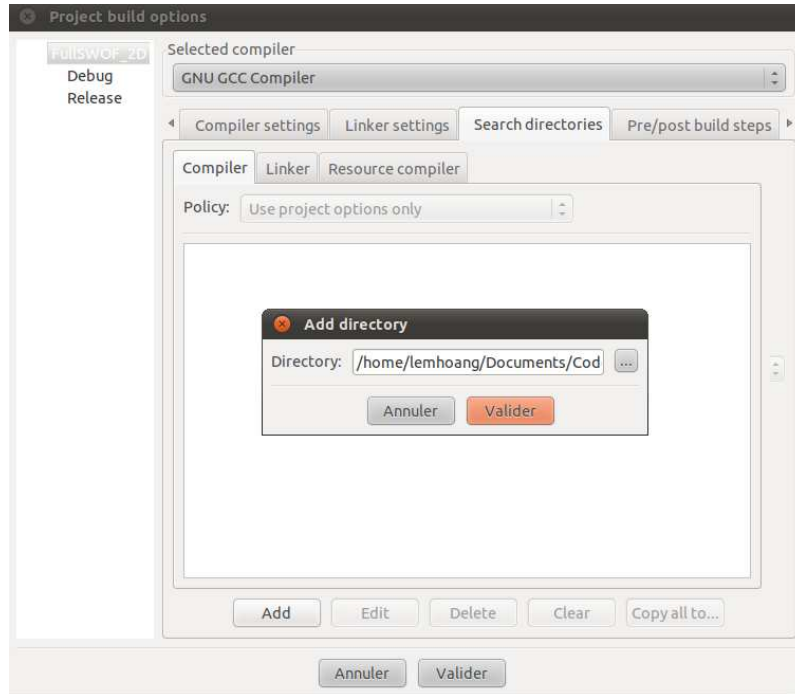 Project build options
FullSWOF_2D
Debug
Release
Selected compiler
GNU GCC Compiler
Compiler settings
Linker settings
Search directories
Pre/post build steps
Compiler
Linker
Resource compiler
Policy:
Use project options only
Add directory
Directory:
/home/lemhoang/Documents/Cod
...
Annuler
Valider
Add
Edit
Delete
Clear
Copy all to...
Annuler
Valider